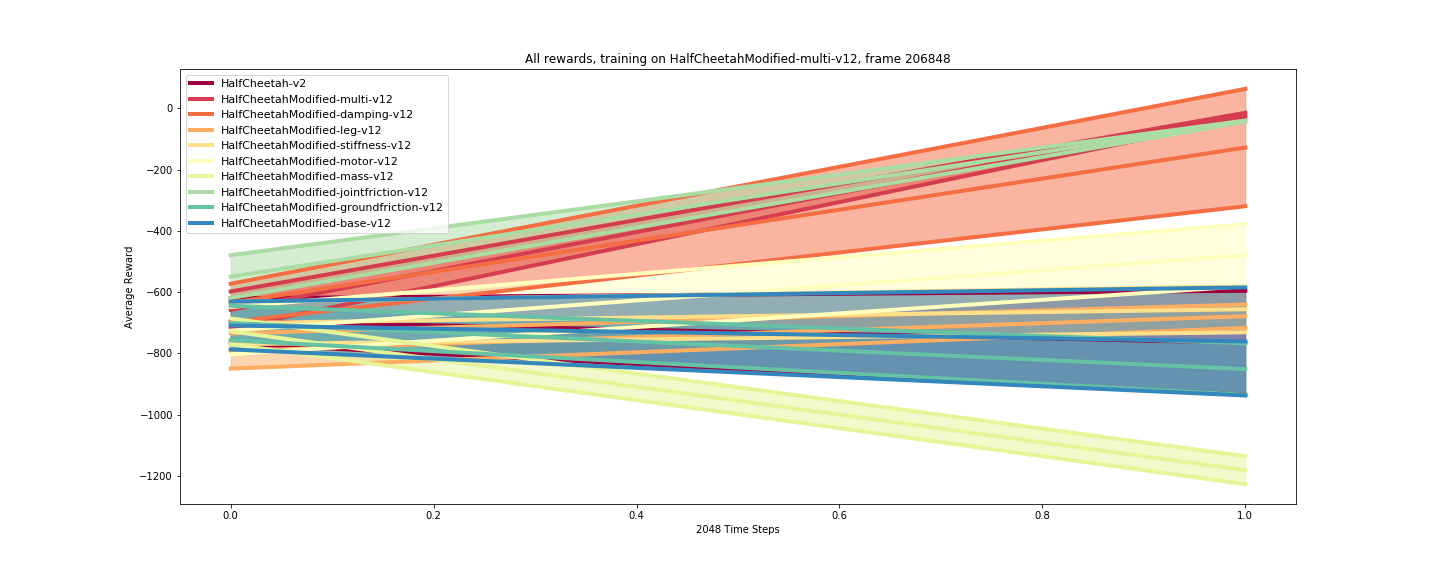 All rewards, training on HalfCheetahModified-multi-v12, frame 206848
HalfCheetah-v2
HalfCheetahModified-multi-v12
HalfCheetahModified-damping-v12
HalfCheetahModified-leg-v12
HalfCheetahModified-stiffness-v12
HalfCheetahModified-motor-v12
HalfCheetahModified-mass-v12
HalfCheetahModified-jointfriction-v12
HalfCheetahModified-groundfriction-v12
HalfCheetahModified-base-v12
Average Reward
0
−200
−400
−600
−800
−1000
−1200
0.0 0.2 0.4 0.6 0.8 1.0
2048 Time Steps